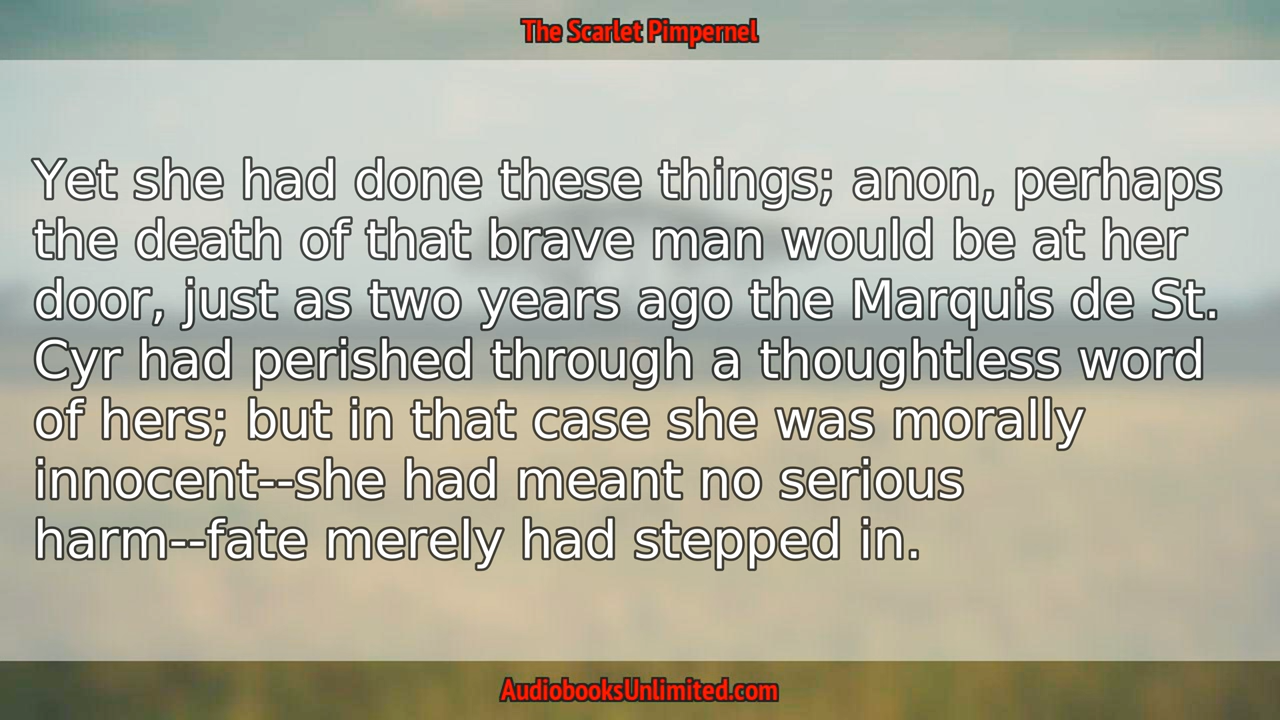 The Scarlet Pimpernel
Yet she had done these things; anon, perhaps
the death of that brave man would be at her
door, just as two years ago the Marquis de St.
Cyr had perished through a thoughtless word
of hers; but in that case she was morally
innocent--she had meant no serious
harm--fate merely had stepped in.
AudiobooksUnlimited.com